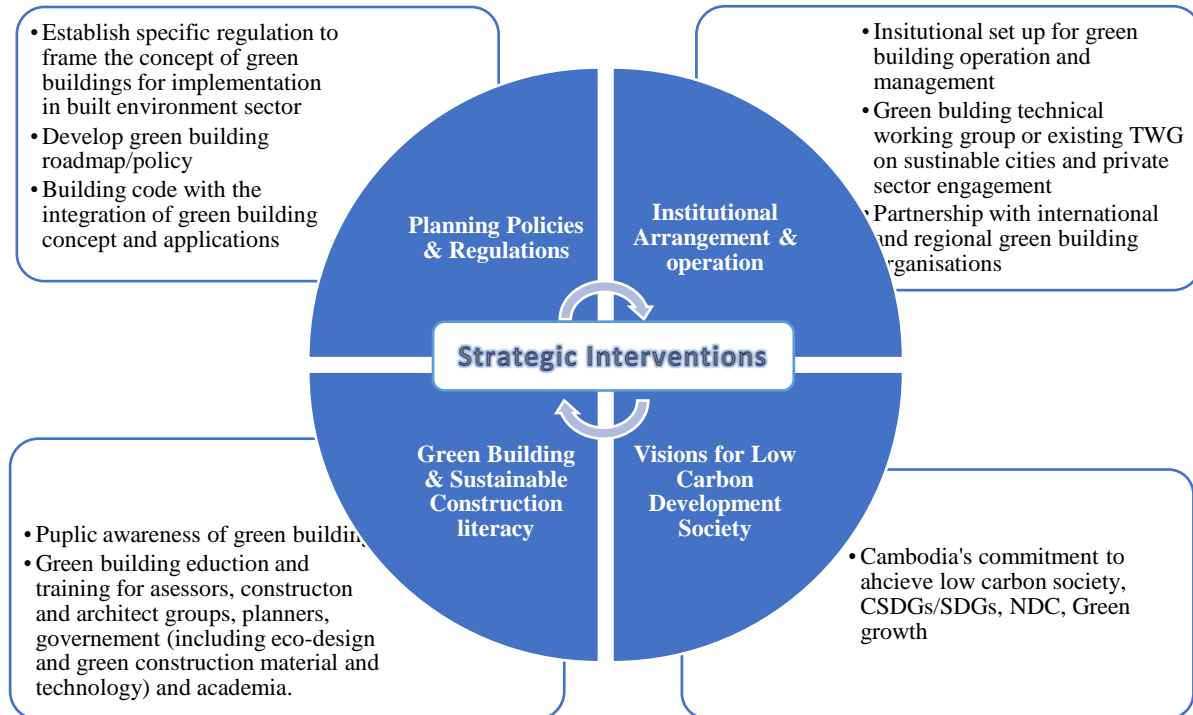 • Establish specific regulation to
frame the concept of green
buildings for implementation
in built environment sector
• Develop green building
roadmap/policy
• Building code with the
integration of green building
concept and applications
• Insitutional set up for green
building operation and
management
• Green bulding technical
working group or existing TWG
on sustinable cities and private
sector engagement
• Partnership with international
and regional green building
organisations
Planning Policies
& Regulations
Institutional
Arrangement &
operation
Strategic Interventions
Green Building
& Sustainable
Construction
literacy
Visions for Low
Carbon
Development
Society
• Puplic awareness of green building
• Green building eduction and
training for asessors, constructon
and architect groups, planners,
governement (including eco-design
and green construction material and
technology) and academia.
• Cambodia's commitment to
ahcieve low carbon society,
CSDGs/SDGs, NDC, Green
growth